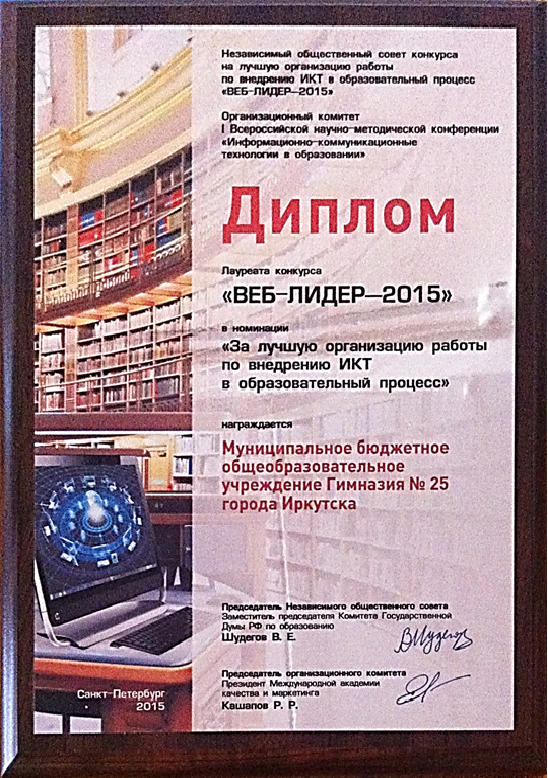 Независимый общественный совет конкурса
на лучшую организацию работы
по внедрению ИКТ в образовательный процесс
«ВЕБ-ЛИДЕР—2015»
Организационный комитет
I Всероссийской научно-методической конференции
«Информационно-коммуникационные
технологии в образовании»
Диплом
Лауреата конкурса
«ВЕБ-ЛИДЕР—2015»
в номинации
«За лучшую организацию работы
по внедрению ИКТ
в образовательный процесс»
награждается
Муниципальное бюджетное
общеобразовательное
учреждение Гимназия № 25
города Иркутска
Председатель Независимого общественного совета
Заместитель председателя Комитета Государственной
Думы РФ по образованию
Шудегов В. Е.
Председатель организационного комитета
Президент Международной академии
качества и маркетинга
Кашапов Р. Р.
Санкт-Петербург
2015